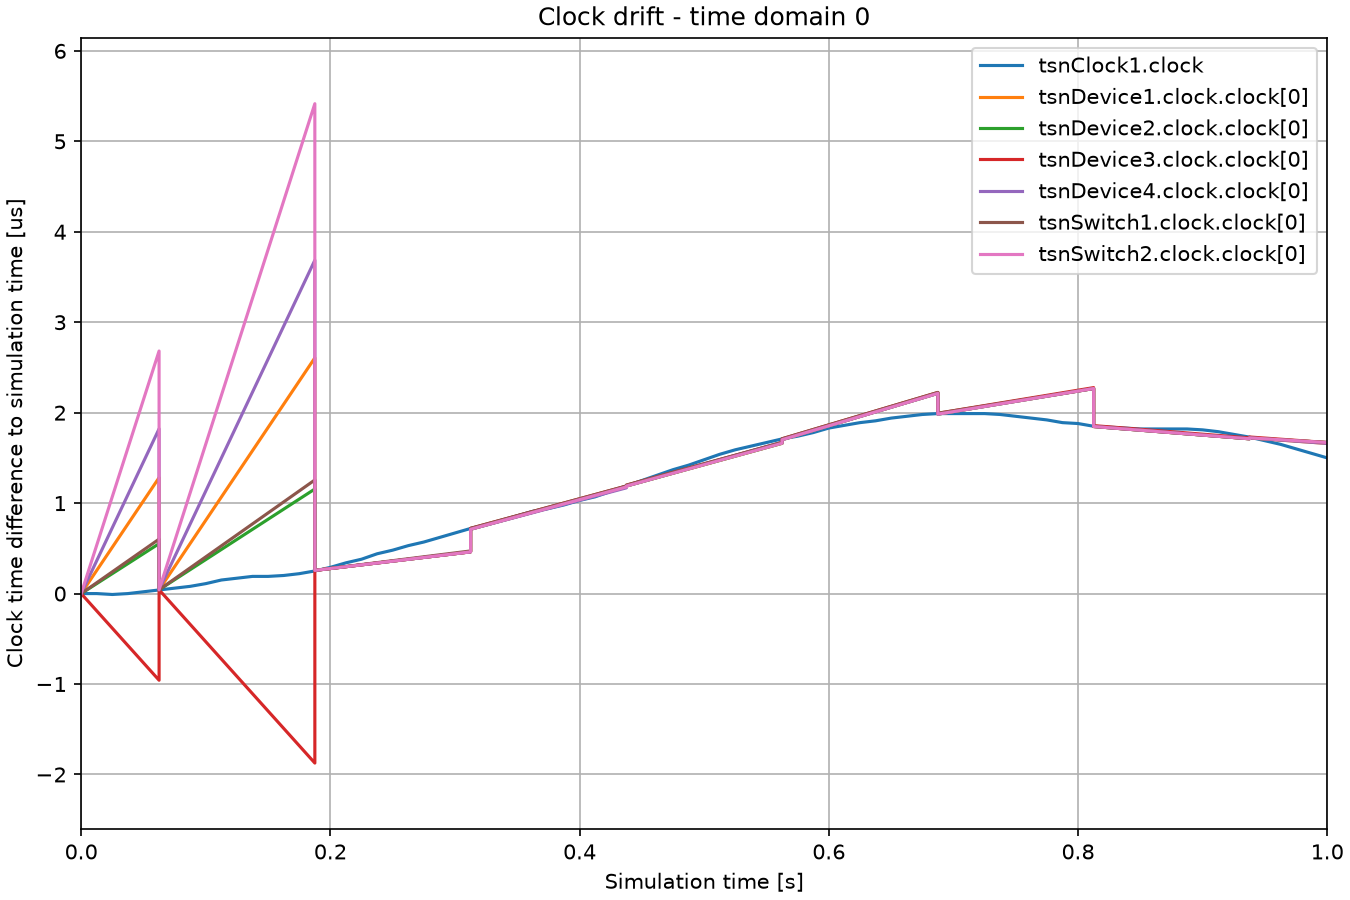 Clock drift - time domain 0
Clock time difference to simulation time [us]
6
5
4
3
2
1
0
−1
−2
tsnClock1.clock
tsnDevice1.clock.clock[0]
tsnDevice2.clock.clock[0]
tsnDevice3.clock.clock[0]
tsnDevice4.clock.clock[0]
tsnSwitch1.clock.clock[0]
tsnSwitch2.clock.clock[0]
0.0 0.2 0.4 0.6 0.8 1.0
Simulation time [s]